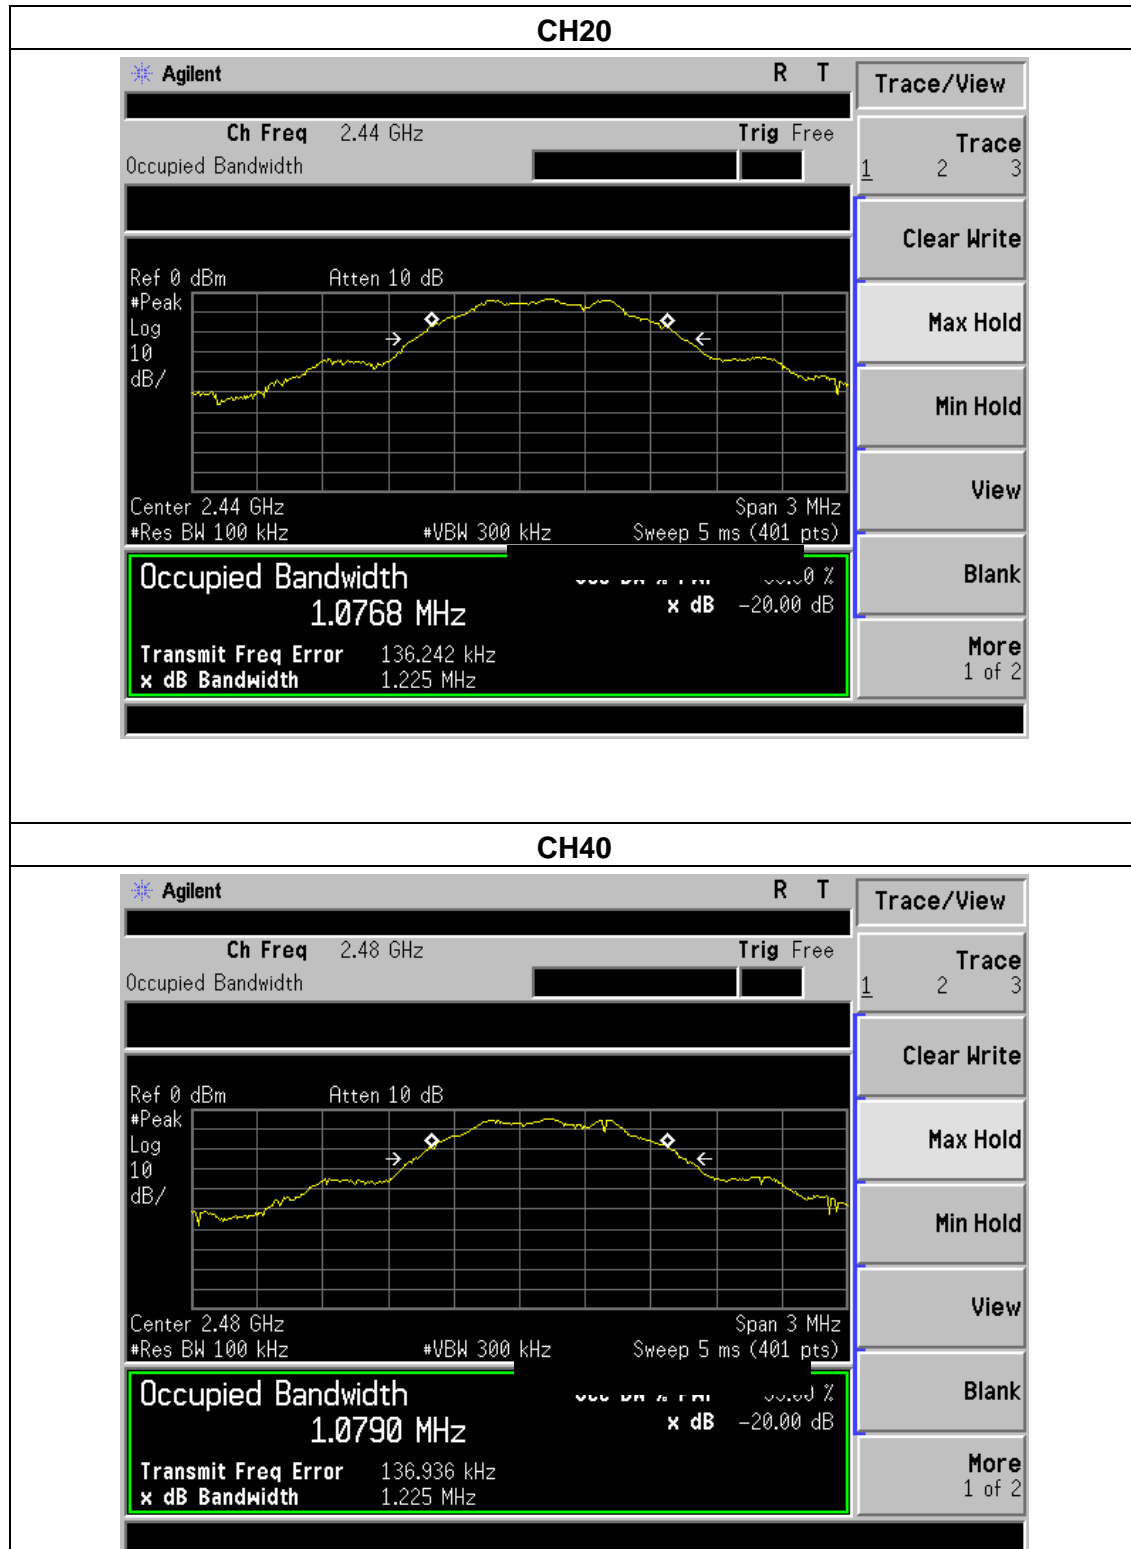 CH20
Agilent R T
Trace/View
Ch Freq 2.44 GHz Trig Free
Occupied Bandwidth
Trace
1 2 3
Clear Write
Ref 0 dBm Atten 10 dB
#Peak
Log
10
dB/
Max Hold
Min Hold
View
Center 2.44 GHz Span 3 MHz
#Res BW 100 kHz #VBW 300 kHz Sweep 5 ms (401 pts)
Occupied Bandwidth
1.0768 MHz
x dB -20.00 dB
Blank
Transmit Freq Error 136.242 kHz
x dB Bandwidth 1.225 MHz
More
1 of 2
CH40
Agilent R T
Trace/View
Ch Freq 2.48 GHz Trig Free
Occupied Bandwidth
Trace
1 2 3
Clear Write
Ref 0 dBm Atten 10 dB
#Peak
Log
10
dB/
Max Hold
Min Hold
View
Center 2.48 GHz Span 3 MHz
#Res BW 100 kHz #VBW 300 kHz Sweep 5 ms (401 pts)
Occupied Bandwidth
1.0790 MHz
x dB -20.00 dB
Blank
Transmit Freq Error 136.936 kHz
x dB Bandwidth 1.225 MHz
More
1 of 2